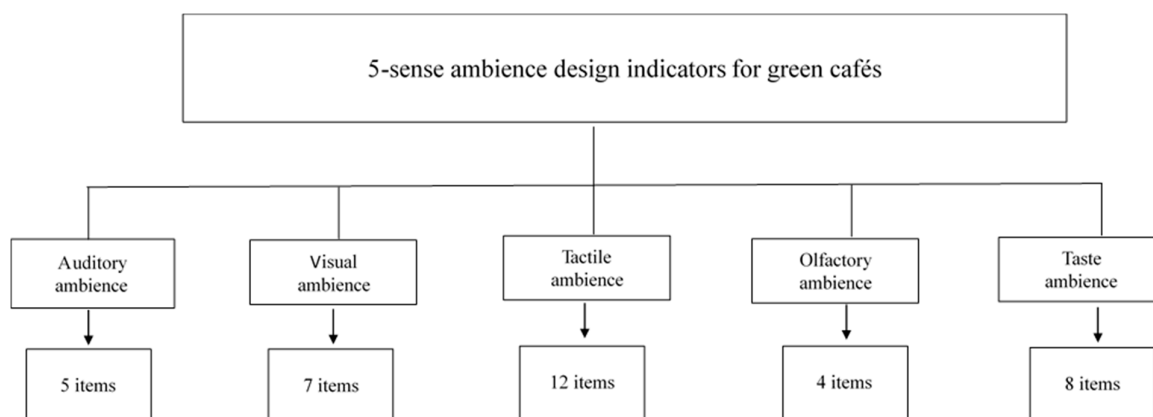 5-sense ambience design indicators for green cafés
Auditory
ambience
Visual
ambience
Tactile
ambience
Olfactory
ambience
Taste
ambience
5 items
7 items
12 items
4 items
8 items